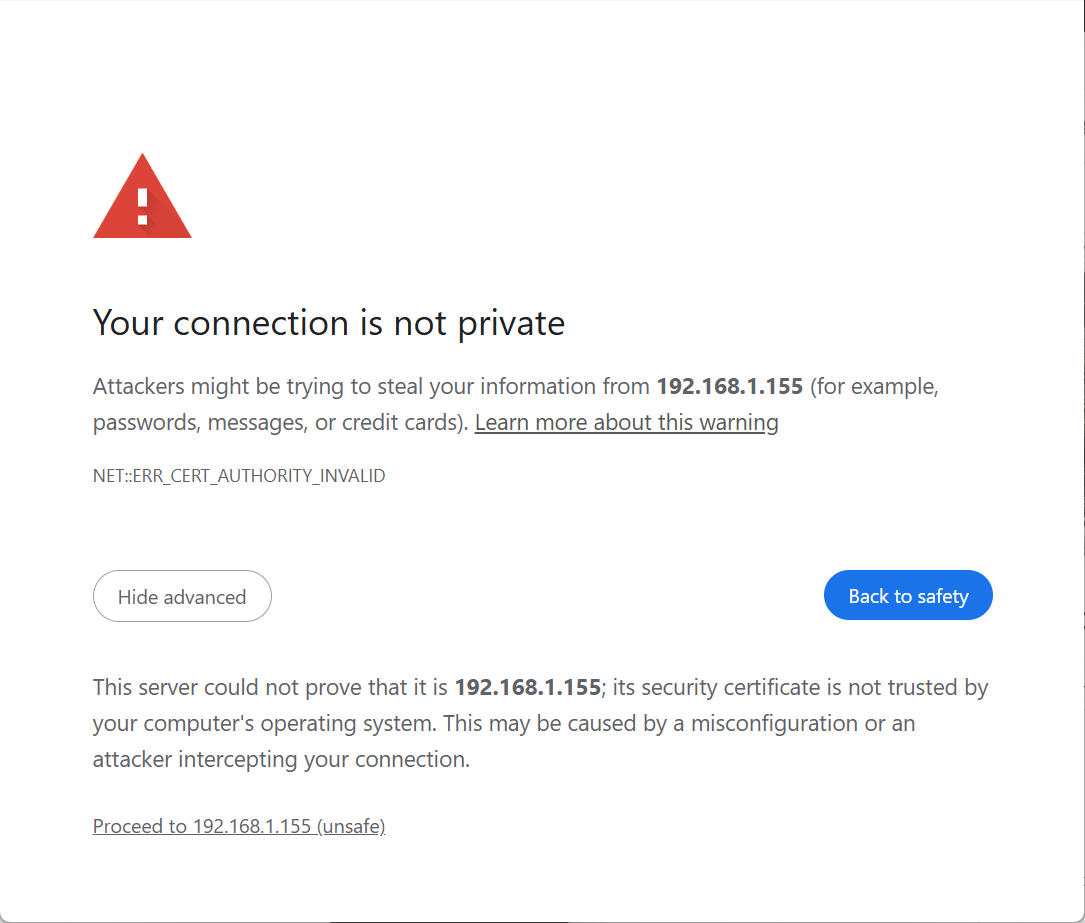 Your connection is not private
Attackers might be trying to steal your information from 192.168.1.155 (for example,
passwords, messages, or credit cards). Learn more about this warning
NET::ERR_CERT_AUTHORITY_INVALID
Hide advanced
Back to safety
This server could not prove that it is 192.168.1.155; its security certificate is not trusted by
your computer's operating system. This may be caused by a misconfiguration or an
attacker intercepting your connection.
Proceed to 192.168.1.155 (unsafe)